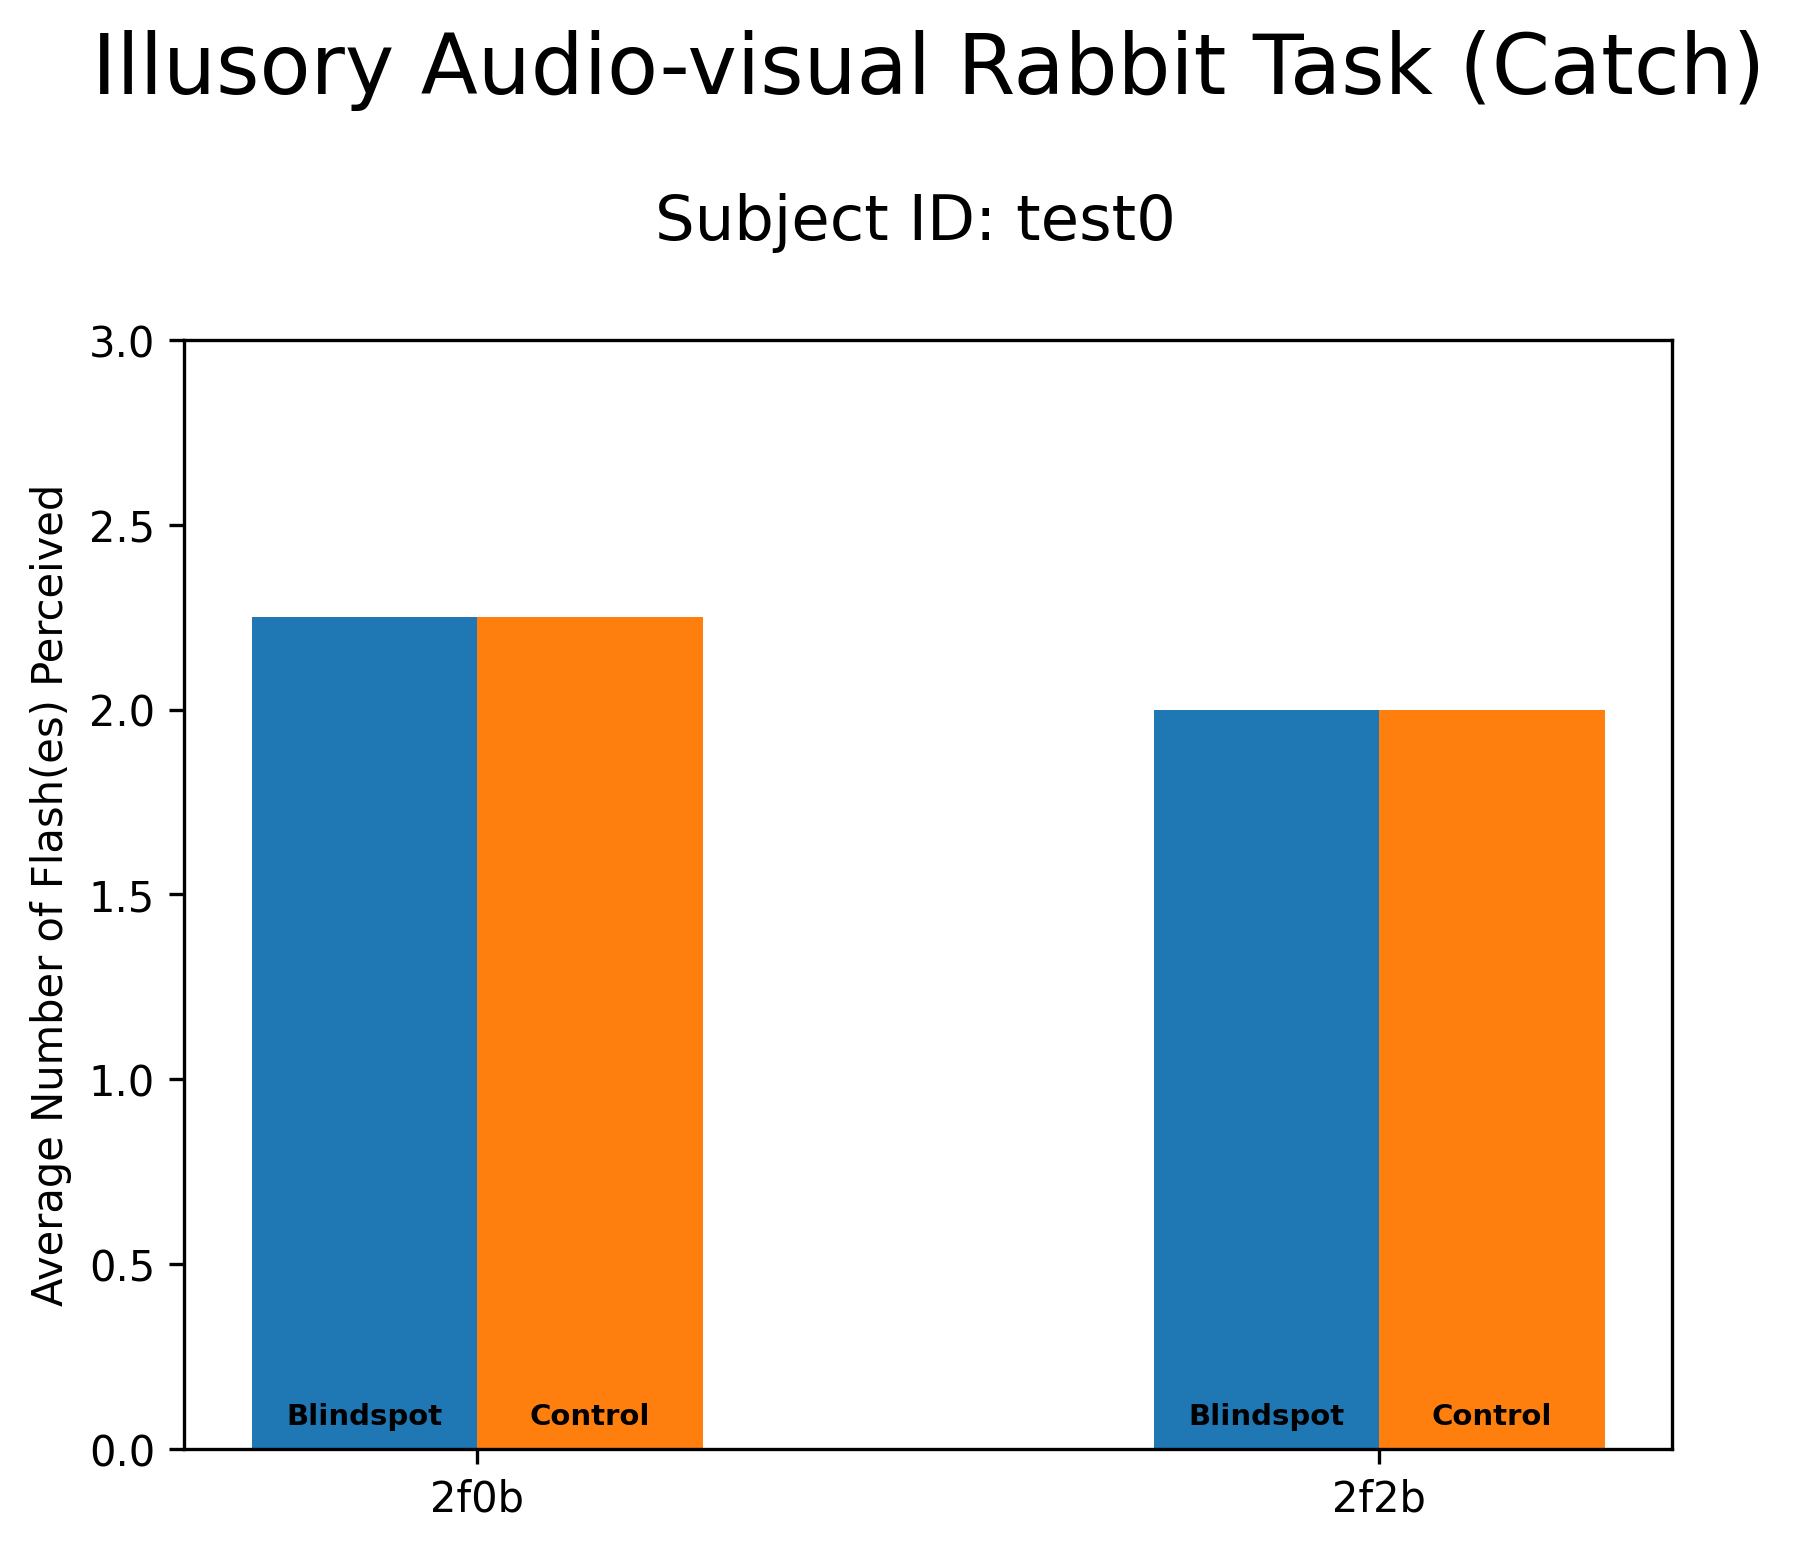 Illusory Audio-visual Rabbit Task (Catch)
Subject ID: test0
Average Number of Flash(es) Perceived
3.0
2.5
2.0
1.5
1.0
0.5
0.0
Blindspot Control Blindspot Control
2f0b 2f2b